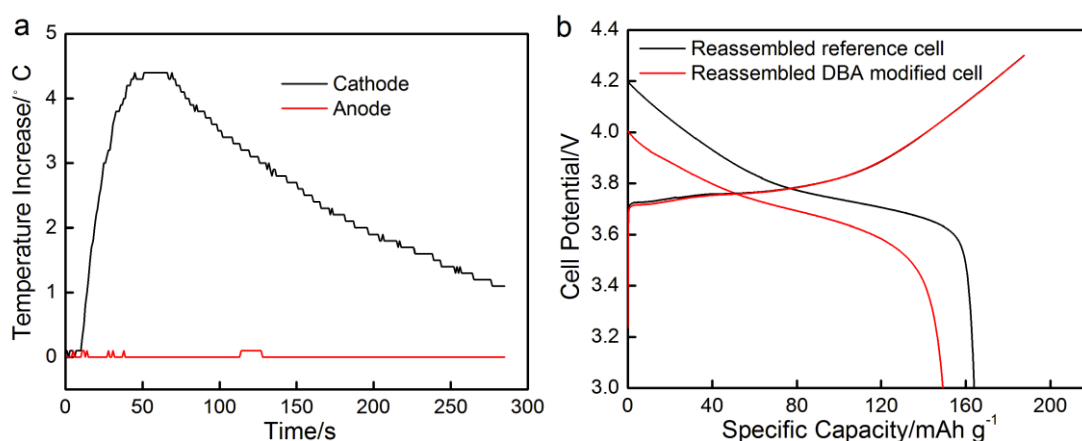 a
5
4
3
2
1
0
Temperature Increase/° C
Cathode
Anode
0 50 100 150 200 250 300
Time/s
b
4.4
4.2
4.0
3.8
3.6
3.4
3.2
3.0
Cell Potential/V
Reassembled reference cell
Reassembled DBA modified cell
0 40 80 120 160 200
Specific Capacity/mAh g⁻¹